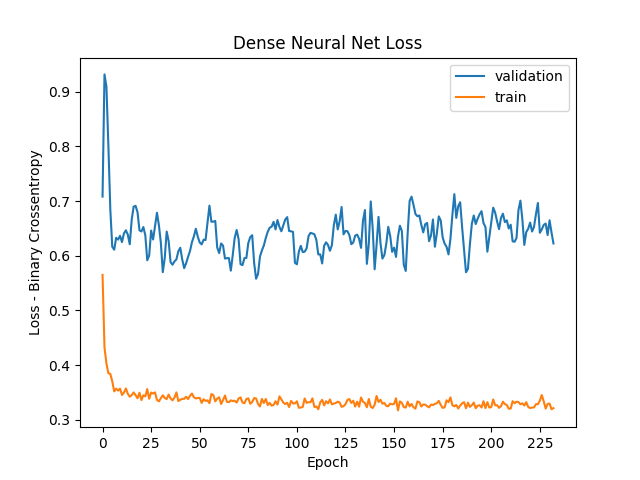 Dense Neural Net Loss
validation
train
Loss - Binary Crossentropy
0.9
0.8
0.7
0.6
0.5
0.4
0.3
0 25 50 75 100 125 150 175 200 225
Epoch